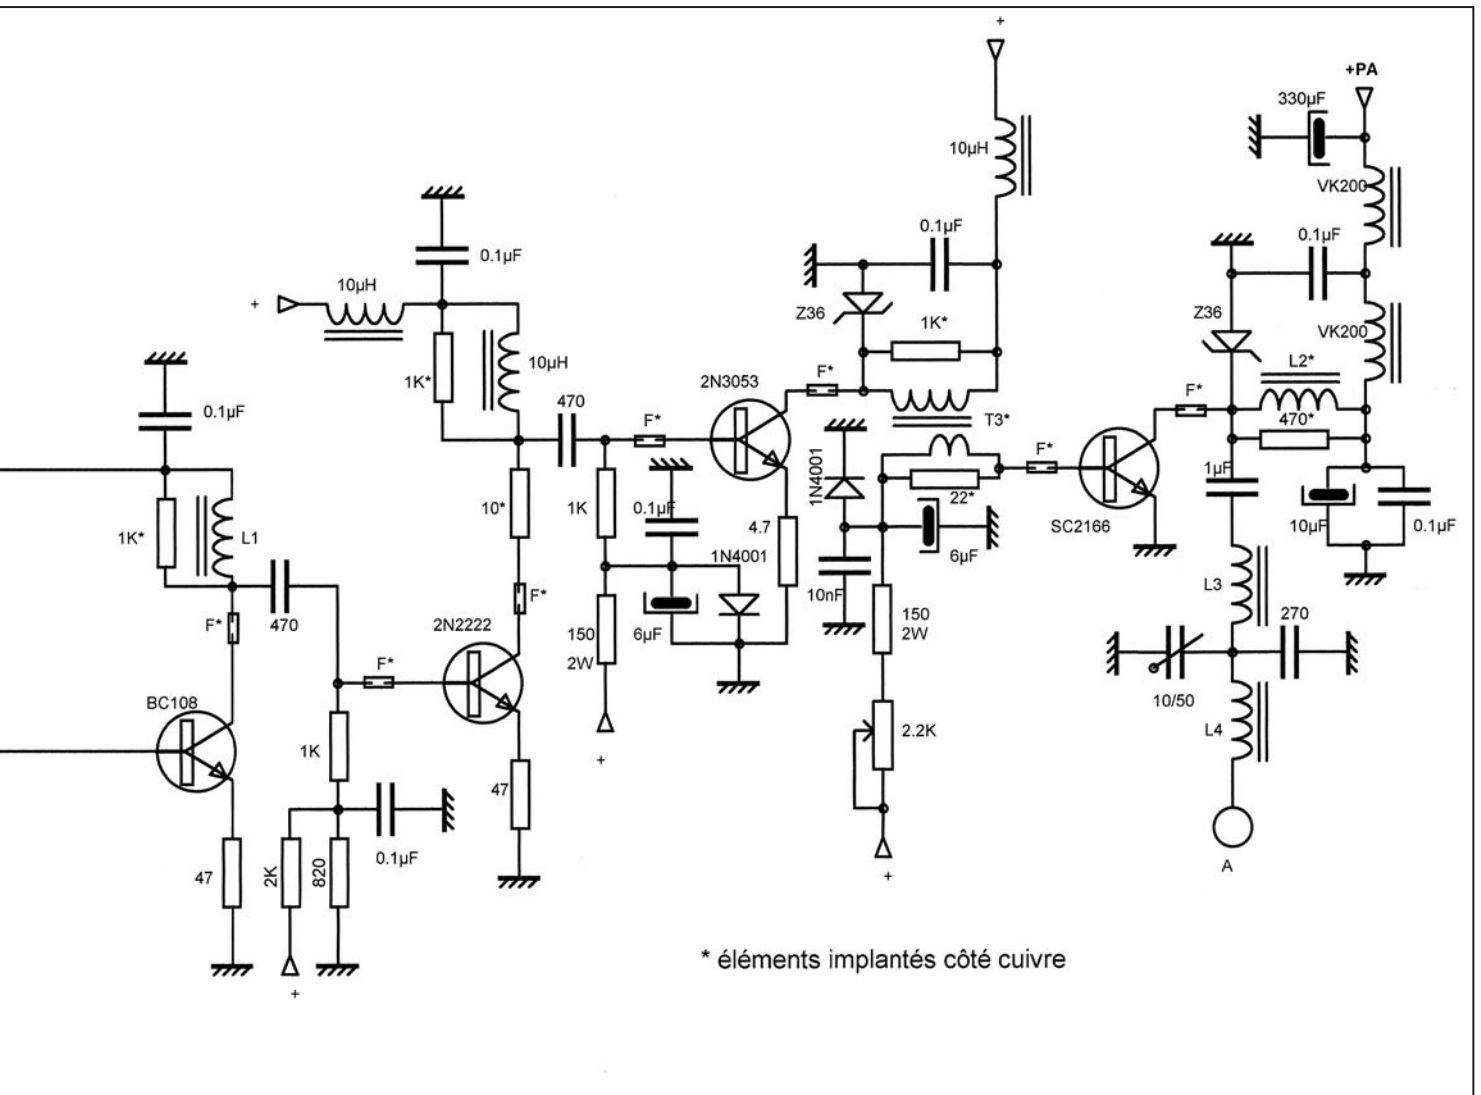 +
+PA
330µF
10µH
VK200
0.1µF
0.1µF
0.1µF
10µH
+
Z36
Z36
1K*
VK200
10µH
1K*
F*
L2*
2N3053
0.1µF
470
F*
F*
T3*
470*
1N4001
F*
1µF
22*
10*
1K
0.1µF
4.7
SC2166
10µF
0.1µF
1K*
L1
1N4001
6µF
L3
F*
10nF
F*
470
150
2W
6µF
150
2W
270
2N2222
F*
10/50
BC108
2.2K
L4
1K
+
47
0.1µF
47
2K
820
A
+
* éléments implantés côté cuivre
+